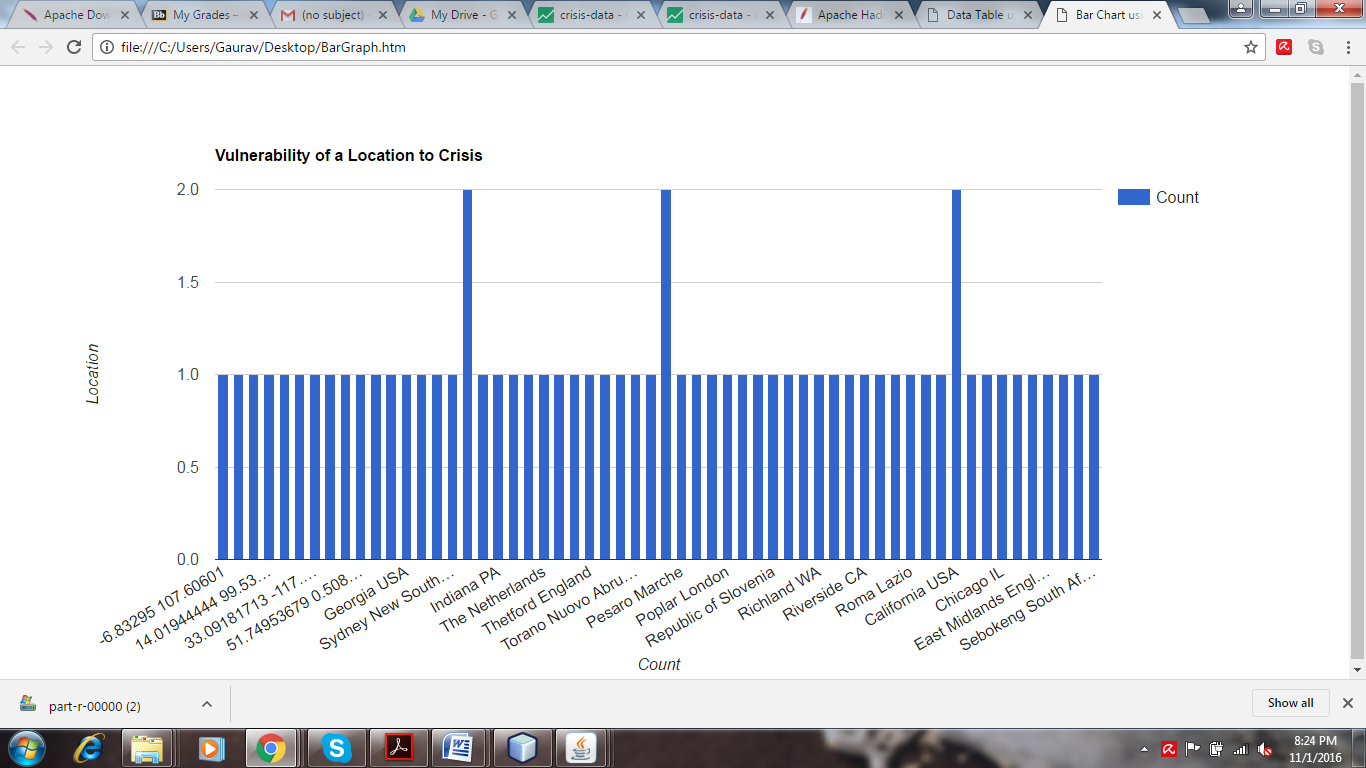 Apache Dow
My Grades –
(no subject) -
My Drive - G
crisis-data -
crisis-data -
Apache Had
Data Table u
Bar Chart us
file:///C:/Users/Gaurav/Desktop/BarGraph.htm
Vulnerability of a Location to Crisis
2.0
1.5
1.0
0.5
0.0
Count
Location
-6.83295 107.60601
14.01944444 99.53…
33.09181713 -117.…
51.74953679 0.508…
Georgia USA
Sydney New South…
Indiana PA
The Netherlands
Thetford England
Torano Nuovo Abru…
Pesaro Marche
Poplar London
Republic of Slovenia
Richland WA
Riverside CA
Roma Lazio
California USA
Chicago IL
East Midlands Engl…
Sebokeng South Af…
Count
part-r-00000 (2)
Show all
8:24 PM
11/1/2016